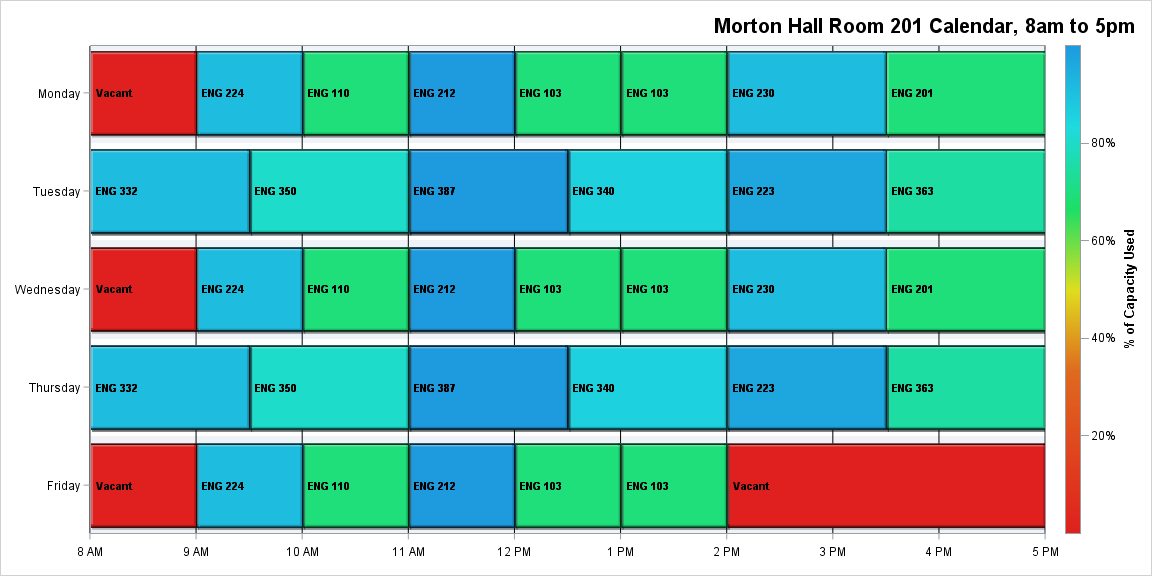 Morton Hall Room 201 Calendar, 8am to 5pm
Monday Vacant ENG 224 ENG 110 ENG 212 ENG 103 ENG 103 ENG 230 ENG 201
80%
Tuesday ENG 332 ENG 350 ENG 387 ENG 340 ENG 223 ENG 363
60%
% of Capacity Used
Wednesday Vacant ENG 224 ENG 110 ENG 212 ENG 103 ENG 103 ENG 230 ENG 201
40%
Thursday ENG 332 ENG 350 ENG 387 ENG 340 ENG 223 ENG 363
20%
Friday Vacant ENG 224 ENG 110 ENG 212 ENG 103 ENG 103 Vacant
8 AM 9 AM 10 AM 11 AM 12 PM 1 PM 2 PM 3 PM 4 PM 5 PM